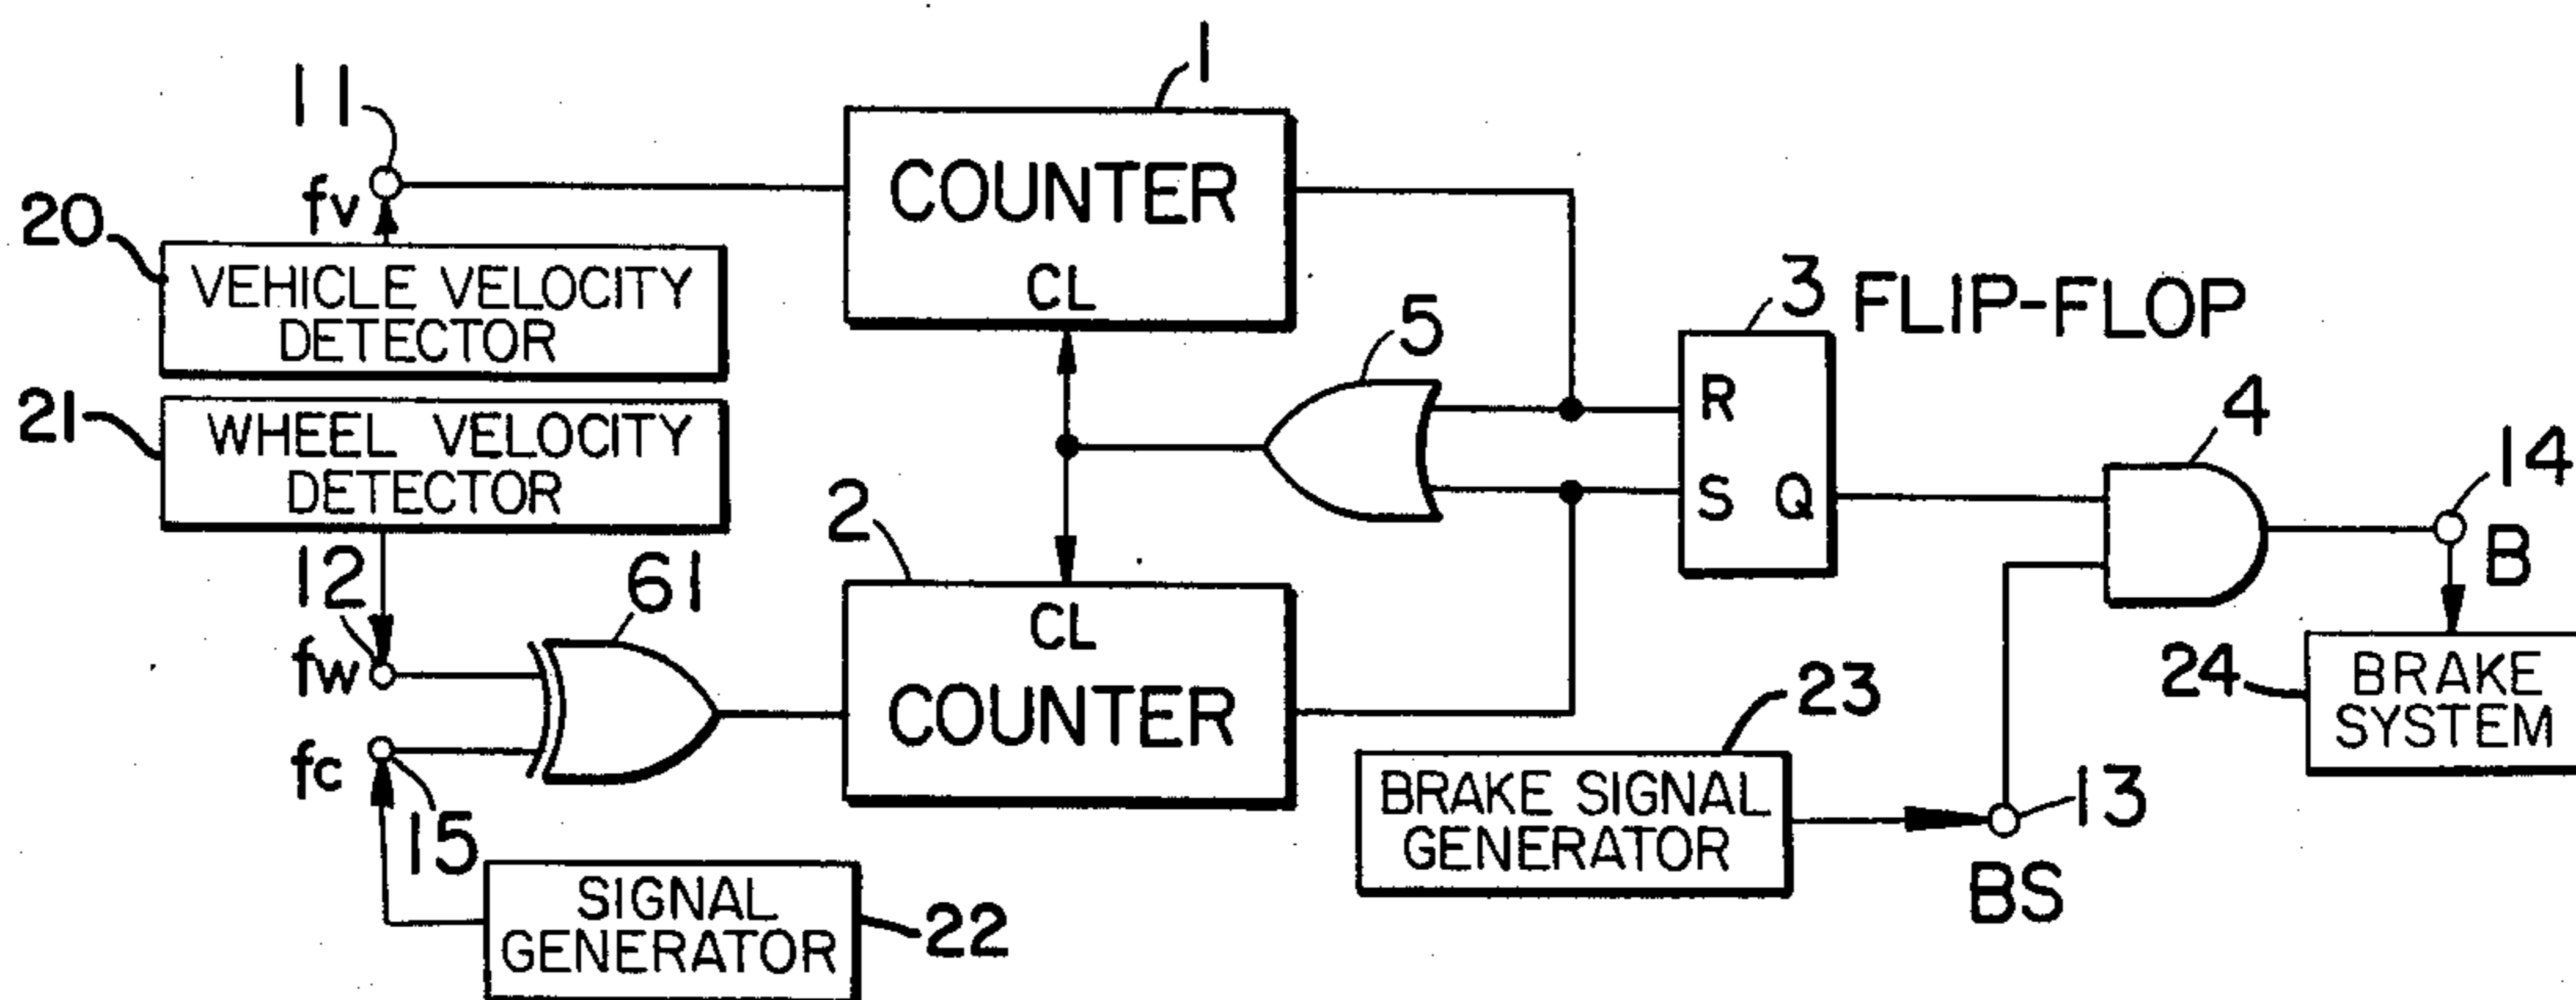 1
11
fv
COUNTER
CL
20
VEHICLE VELOCITY
DETECTOR
3
FLIP-FLOP
5
R
S Q
4
14
B
21
WHEEL VELOCITY
DETECTOR
2
12
61
fw
CL
COUNTER
fc
15
23
BRAKE SIGNAL
GENERATOR
13
BS
24
BRAKE
SYSTEM
SIGNAL
GENERATOR
22